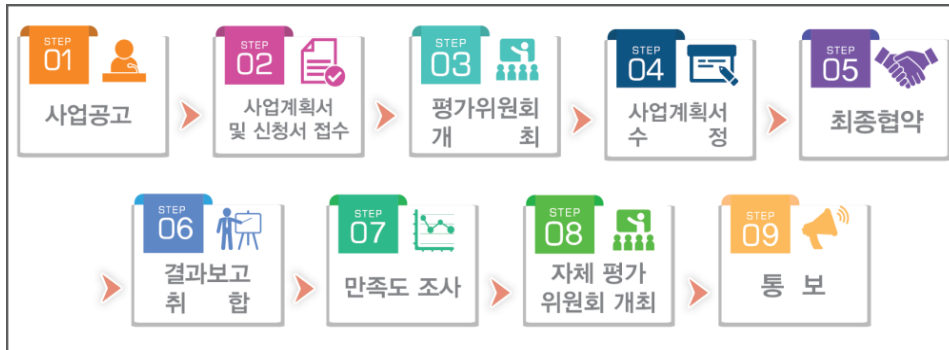 STEP
01
사업공고
STEP
02
사업계획서
및 신청서 접수
STEP
03
평가위원회
개 최
STEP
04
사업계획서
수 정
STEP
05
최종협약
STEP
06
결과보고
취 합
STEP
07
만족도 조사
STEP
08
자체 평가
위원회 개최
STEP
09
통 보